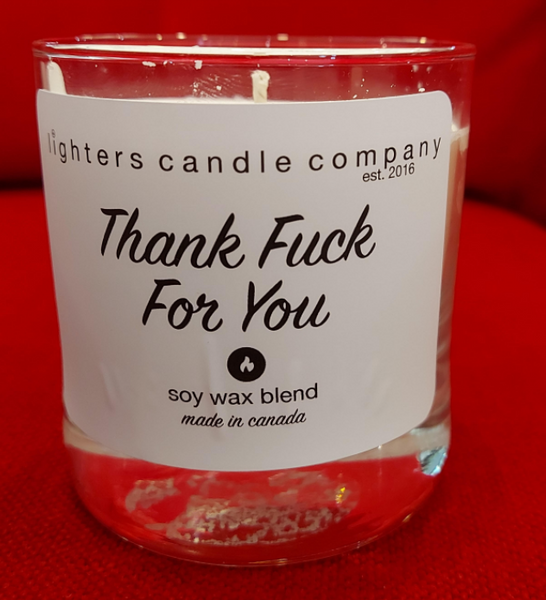 lighters candle company
est. 2016
Thank Fuck
For You
soy wax blend
made in canada